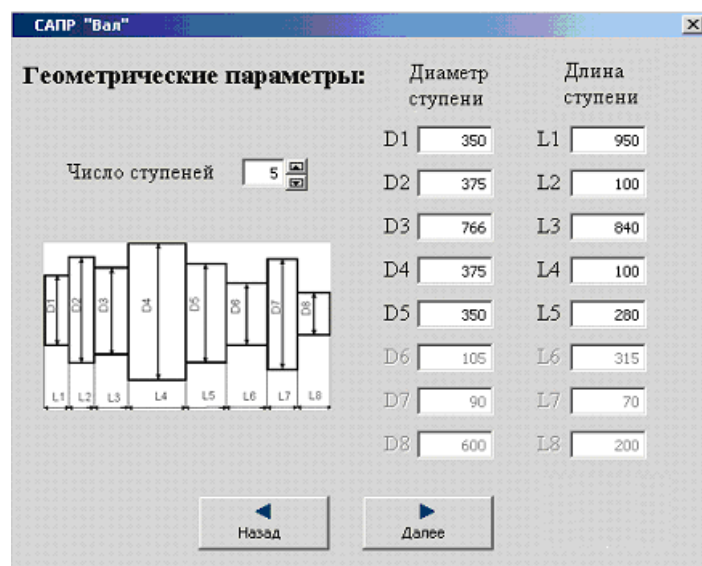 САПР "Вал"
Геометрические параметры:
Диаметр
ступени
Длина
ступени
Число ступеней 5
D1 350 L1 950
D2 375 L2 100
D3 766 L3 840
D4 375 L4 100
D5 350 L5 280
D6 105 L6 315
D7 90 L7 70
D8 600 L8 200
D1 D2 D3 D4 D5 D6 D7 D8
L1 L2 L3 L4 L5 L6 L7 L8
Назад
Далее